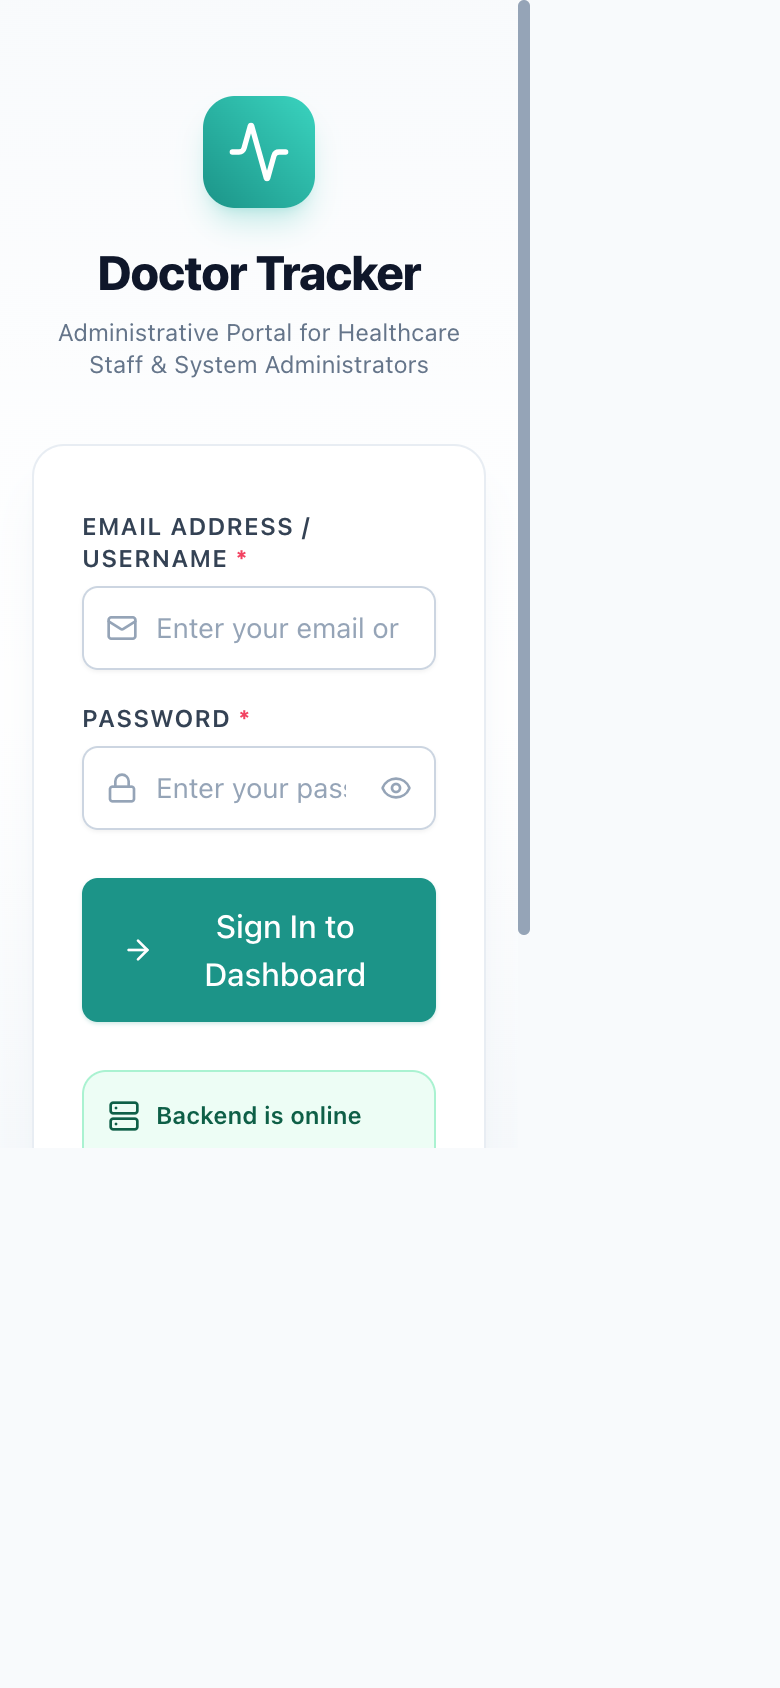 Doctor Tracker
Administrative Portal for Healthcare
Staff & System Administrators
EMAIL ADDRESS /
USERNAME *
Enter your email or
PASSWORD *
Enter your pas
Sign In to
Dashboard
Backend is online